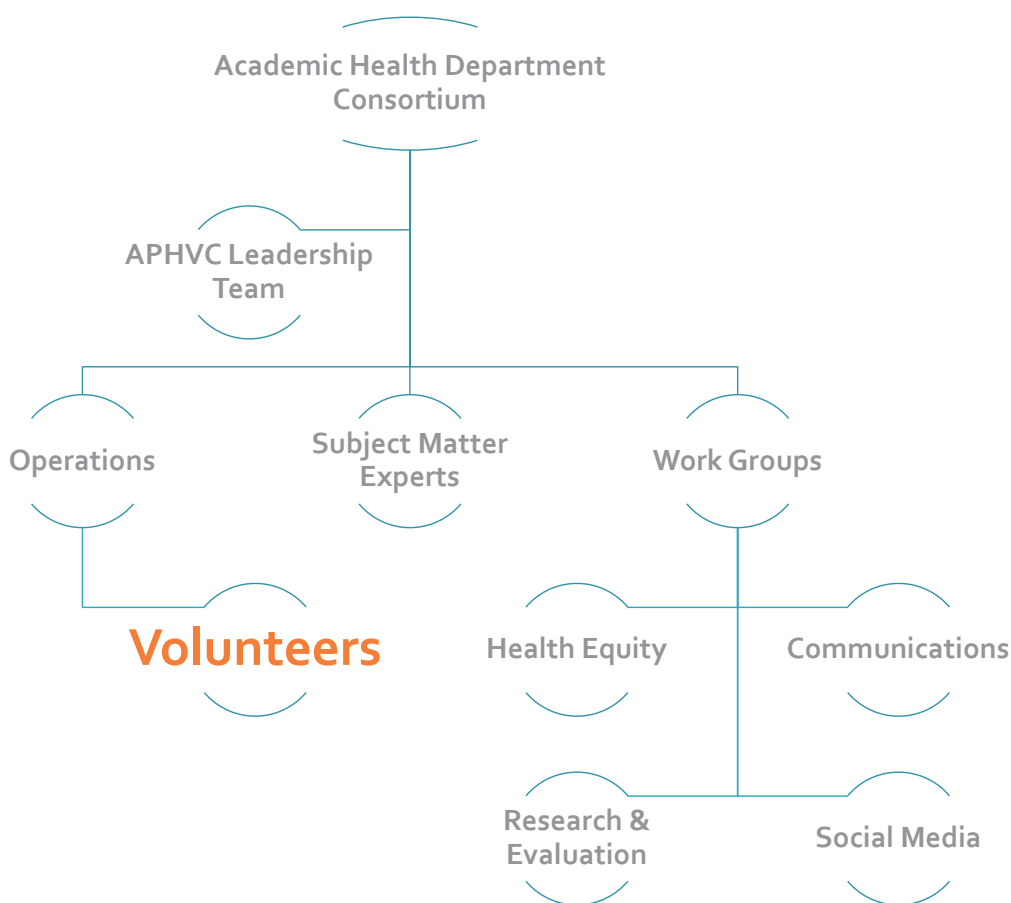 Academic Health Department
Consortium
APHVC Leadership
Team
Operations
Subject Matter
Experts
Work Groups
Volunteers
Health Equity
Communications
Research &
Evaluation
Social Media